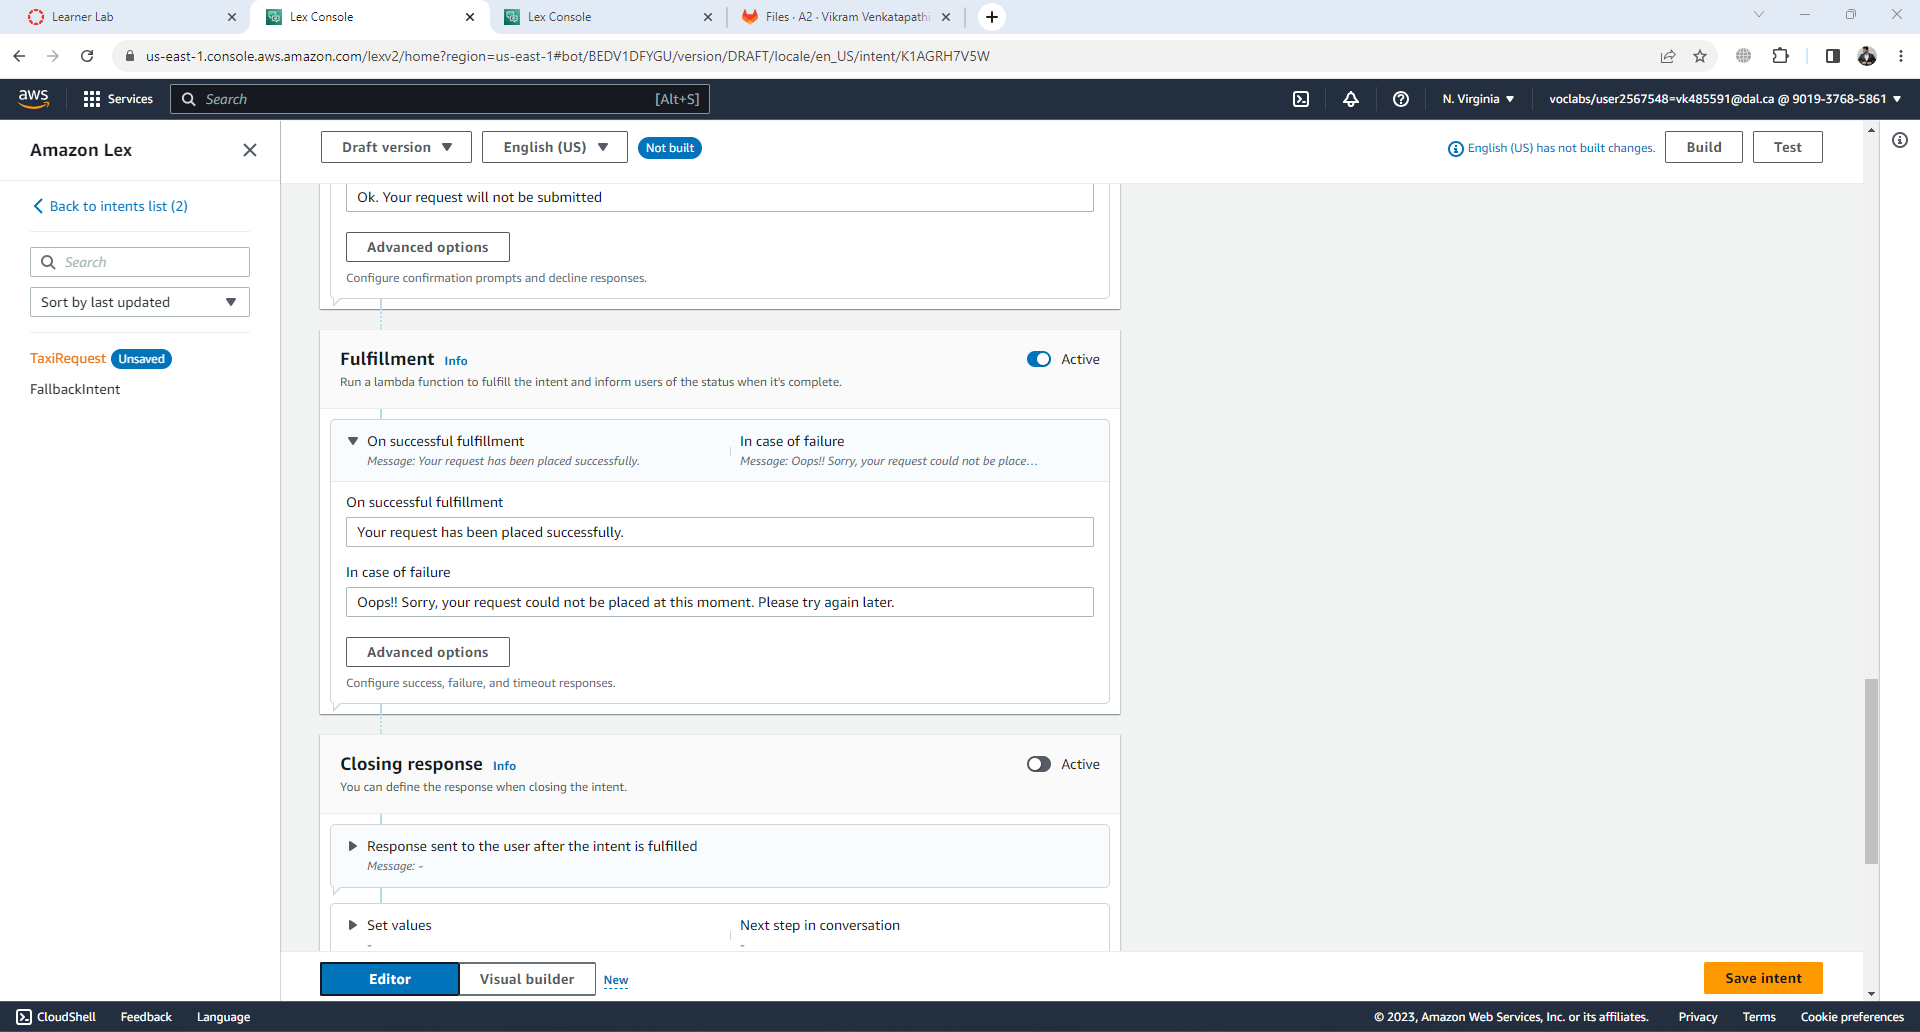 Learner Lab
Lex Console
Lex Console
Files · A2 · Vikram Venkatapathi
us-east-1.console.aws.amazon.com/lexv2/home?region=us-east-1#bot/BEDV1DFYGU/version/DRAFT/locale/en_US/intent/K1AGRH7V5W
aws
Services
Search
[Alt+S]
N. Virginia
voclabs/user2567548=vk485591@dal.ca @ 9019-3768-5861
Amazon Lex
Draft version
English (US)
Not built
English (US) has not built changes.
Build
Test
Back to intents list (2)
Search
Sort by last updated
TaxiRequest
Unsaved
FallbackIntent
Ok. Your request will not be submitted
Advanced options
Configure confirmation prompts and decline responses.
Fulfillment Info
Active
Run a lambda function to fulfill the intent and inform users of the status when it's complete.
On successful fulfillment
In case of failure
Message: Your request has been placed successfully.
Message: Oops!! Sorry, your request could not be place...
On successful fulfillment
Your request has been placed successfully.
In case of failure
Oops!! Sorry, your request could not be placed at this moment. Please try again later.
Advanced options
Configure success, failure, and timeout responses.
Closing response Info
Active
You can define the response when closing the intent.
Response sent to the user after the intent is fulfilled
Message: -
Set values
Next step in conversation
-
-
Editor
Visual builder
New
Save intent
CloudShell
Feedback
Language
© 2023, Amazon Web Services, Inc. or its affiliates.
Privacy
Terms
Cookie preferences